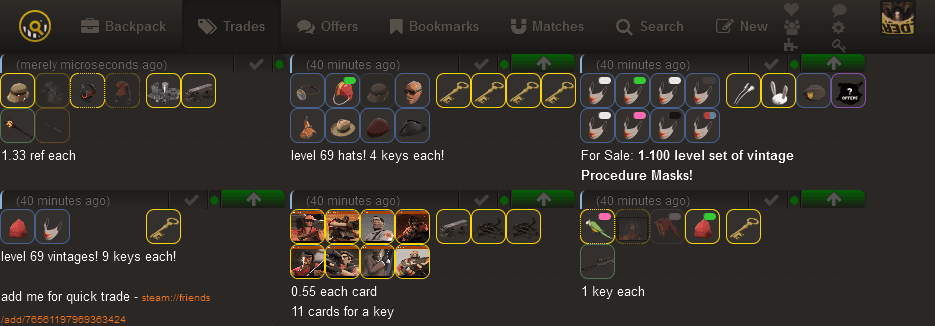 Backpack Trades Offers Bookmarks Matches Search New
(merely microseconds ago)
1.33 ref each
(40 minutes ago)
level 69 hats! 4 keys each!
(40 minutes ago)
? OFFERS
For Sale: 1-100 level set of vintage
Procedure Masks!
(40 minutes ago)
level 69 vintages! 9 keys each!
add me for quick trade - steam://friends
/add/76561197969363424
(40 minutes ago)
0.55 each card
11 cards for a key
(40 minutes ago)
1 key each